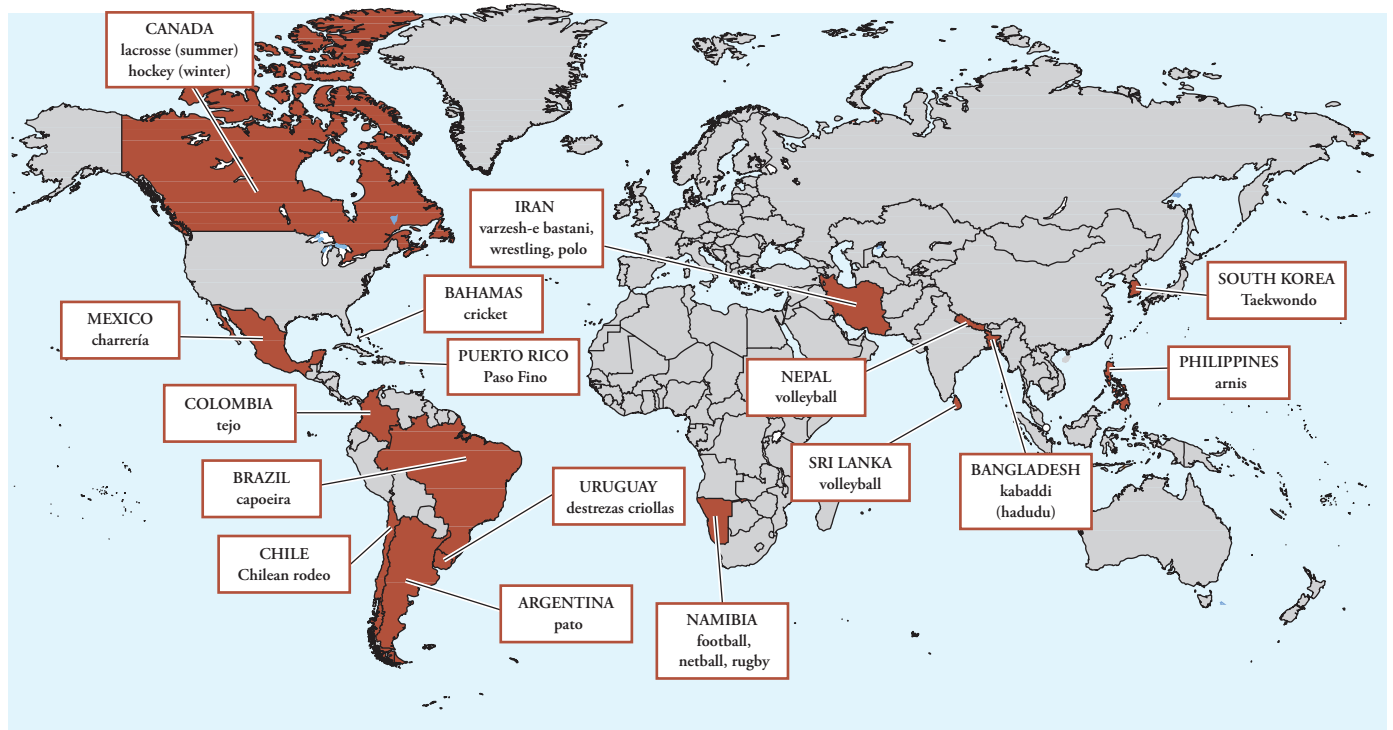 CANADA
lacrosse (summer)
hockey (winter)
IRAN
varzesh-e bastani,
wrestling, polo
SOUTH KOREA
Taekwondo
BAHAMAS
cricket
MEXICO
charrería
PUERTO RICO
Paso Fino
NEPAL
volleyball
PHILIPPINES
arnis
COLOMBIA
tejo
SRI LANKA
volleyball
BANGLADESH
kabaddi
(hadudu)
BRAZIL
capoeira
URUGUAY
destrezas criollas
CHILE
Chilean rodeo
ARGENTINA
pato
NAMIBIA
football,
netball, rugby